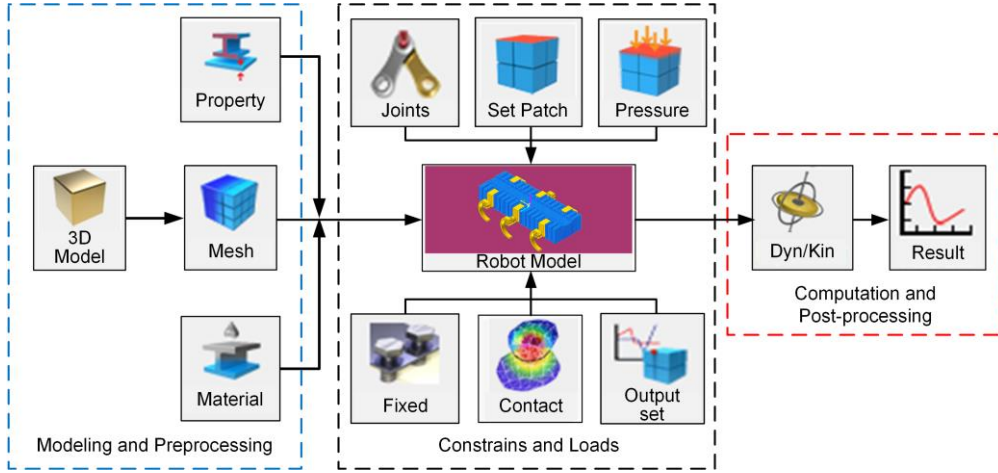 Property
3D
Model
Mesh
Material
Modeling and Preprocessing
Joints
Set Patch
Pressure
Robot Model
Fixed
Contact
Output
set
Constrains and Loads
Dyn/Kin
Result
Computation and
Post-processing